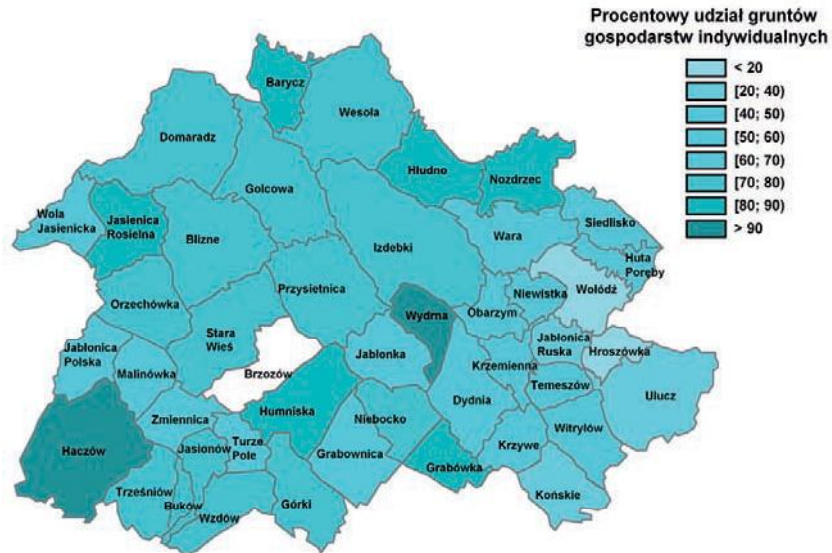 Procentowy udział gruntów
gospodarstw indywidualnych
< 20
[20; 40)
[40; 50)
[50; 60)
[60; 70)
[70; 80)
[80; 90)
> 90
Barycz
Wesoła
Domaradz
Golcowa
Hłudno
Nozdrzec
Wola
Jasienicka
Jasienica
Rosielna
Blizne
Izdebki
Wara
Siedlisko
Huta
Poręby
Orzechówka
Przysietnica
Wydrna
Obarzym
Niewistka
Wołódź
Stara
Wieś
Jabłonica
Polska
Malinówka
Brzozów
Jabłonka
Krzemienna
Jabłonica
Ruska
Hroszówka
Temeszów
Ulucz
Zmiennica
Humniska
Niebocko
Dydnia
Witryłów
Haczów
Jasionów
Turze
Pole
Grabownica
Grabówka
Krzywe
Trześniów
Buków
Wzdów
Górki
Końskie